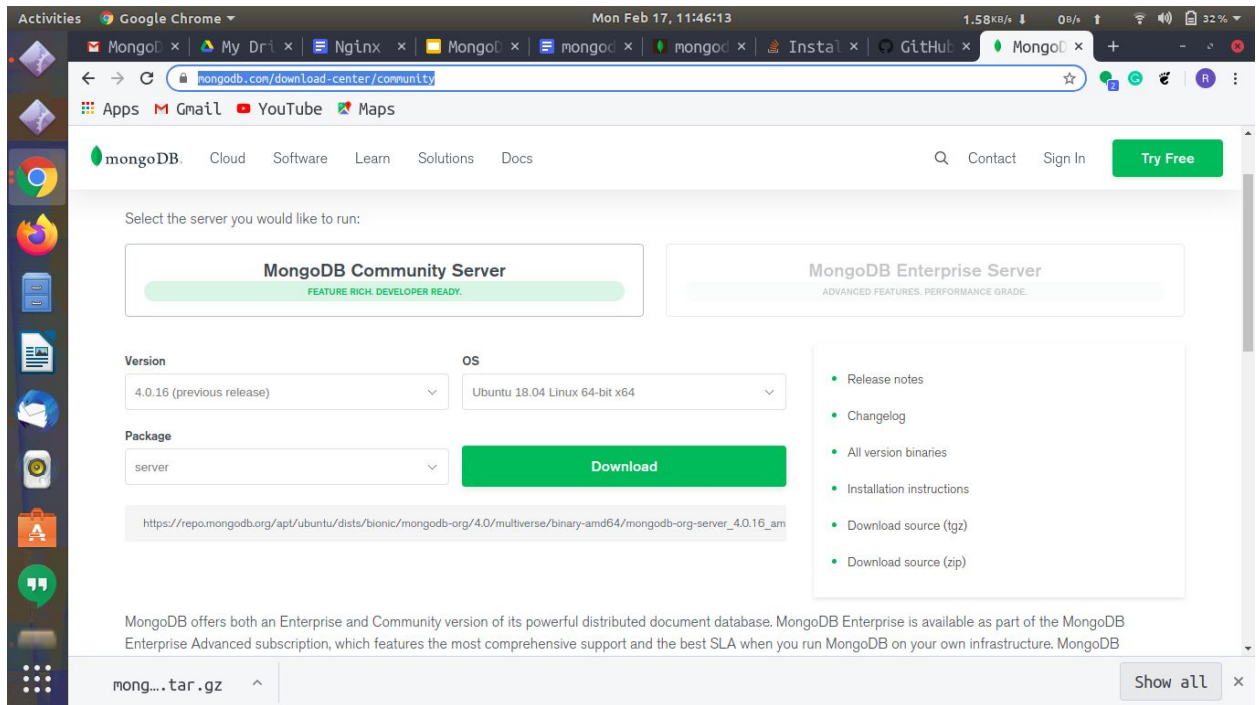 Activities Google Chrome ▾ Mon Feb 17, 11:46:13 1.58KB/s ⬇ 0B/s ⬆ 32 % ▾
MongoD × My Dri × Nginx × MongoD × mongod × mongod × Instal × GitHub × MongoD × +
mongodb.com/download-center/community 2 R
Apps Gmail YouTube Maps
mongoDB. Cloud Software Learn Solutions Docs Contact Sign In Try Free
Select the server you would like to run:
MongoDB Community Server MongoDB Enterprise Server
FEATURE RICH. DEVELOPER READY. ADVANCED FEATURES. PERFORMANCE GRADE.
Version OS
4.0.16 (previous release) Ubuntu 18.04 Linux 64-bit x64
Package
server Download
https://repo.mongodb.org/apt/ubuntu/dists/bionic/mongodb-org/4.0/multiverse/binary-amd64/mongodb-org-server_4.0.16_am
• Release notes
• Changelog
• All version binaries
• Installation instructions
• Download source (tgz)
• Download source (zip)
MongoDB offers both an Enterprise and Community version of its powerful distributed document database. MongoDB Enterprise is available as part of the MongoDB
Enterprise Advanced subscription, which features the most comprehensive support and the best SLA when you run MongoDB on your own infrastructure. MongoDB
mong….tar.gz Show all ×